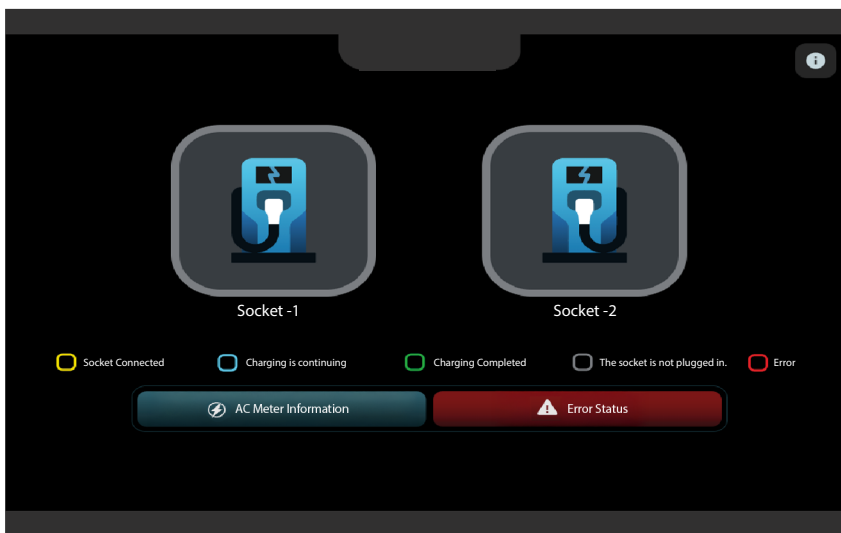 Socket -1
Socket -2
Socket Connected
Charging is continuing
Charging Completed
The socket is not plugged in.
Error
AC Meter Information
Error Status